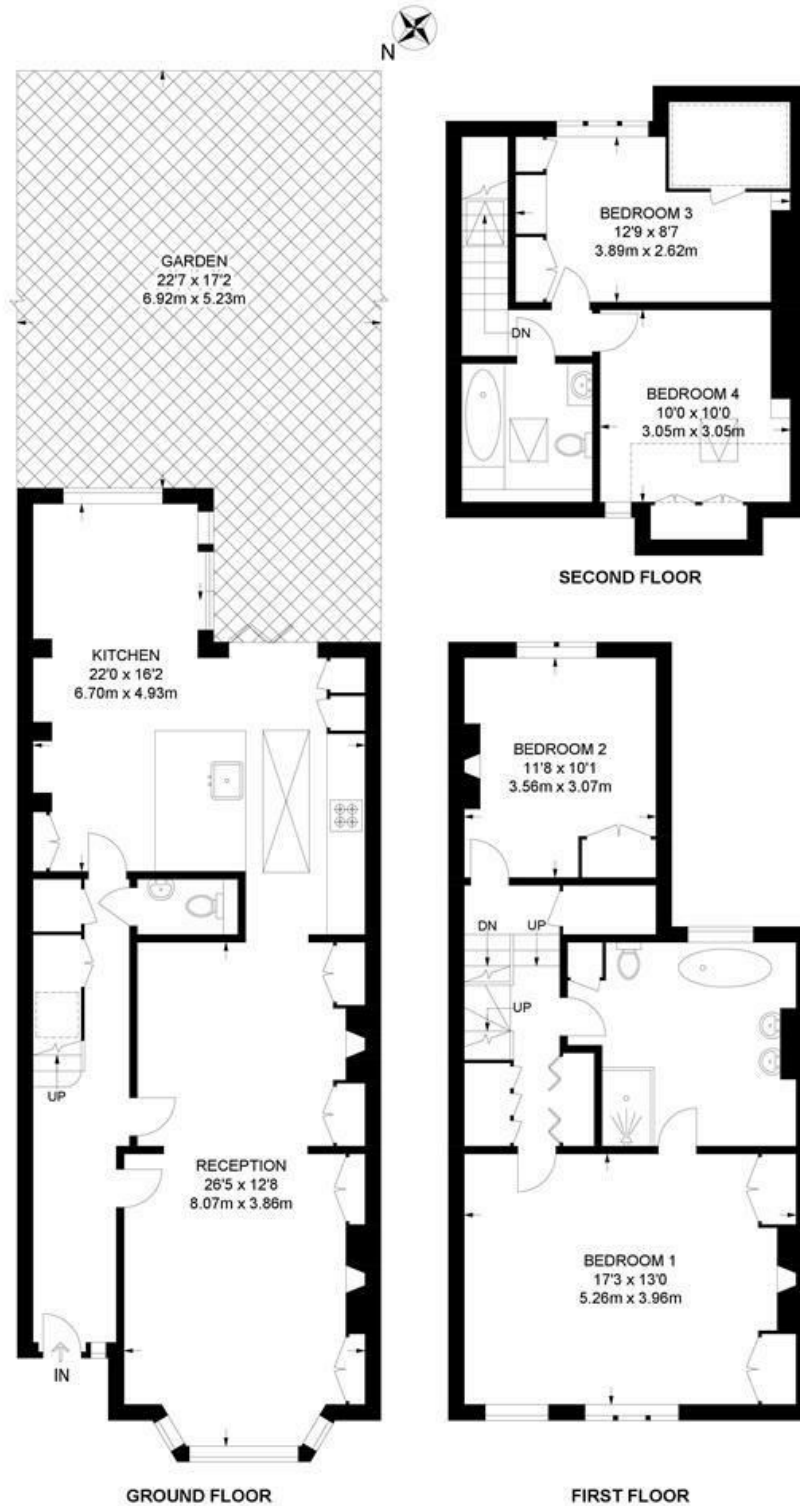 N
GARDEN
22'7 x 17'2
6.92m x 5.23m
KITCHEN
22'0 x 16'2
6.70m x 4.93m
UP
RECEPTION
26'5 x 12'8
8.07m x 3.86m
IN
GROUND FLOOR
BEDROOM 3
12'9 x 8'7
3.89m x 2.62m
DN
BEDROOM 4
10'0 x 10'0
3.05m x 3.05m
SECOND FLOOR
BEDROOM 2
11'8 x 10'1
3.56m x 3.07m
DN
UP
UP
BEDROOM 1
17'3 x 13'0
5.26m x 3.96m
FIRST FLOOR